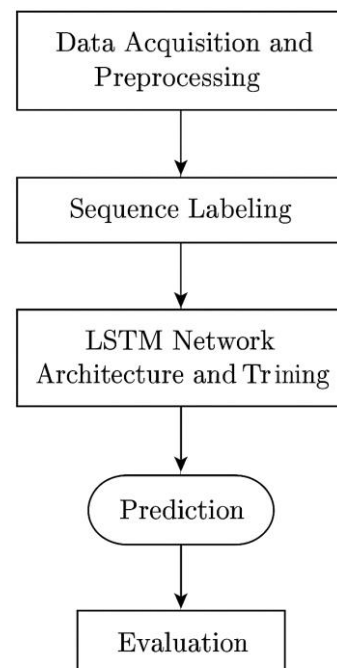 Data Acquisition and
Preprocessing
Sequence Labeling
LSTM Network
Architecture and Trining
Prediction
Evaluation